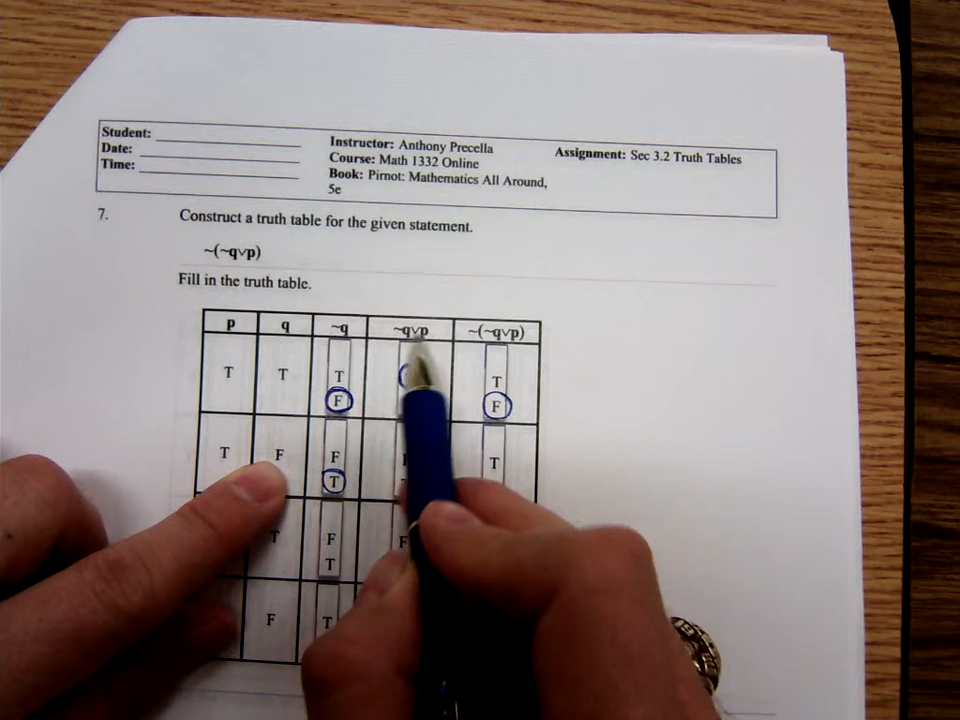 Student:
Instructor: Anthony Precella
Assignment: Sec 3.2 Truth Tables
Date:
Course: Math 1332 Online
Time:
Book: Pirnot: Mathematics All Around,
5e
7.
Construct a truth table for the given statement.
~(~q∨p)
Fill in the truth table.
p q ~q ~q∨p ~(~q∨p)
T T T T
F F
T F F T
T
T F F
T
F T